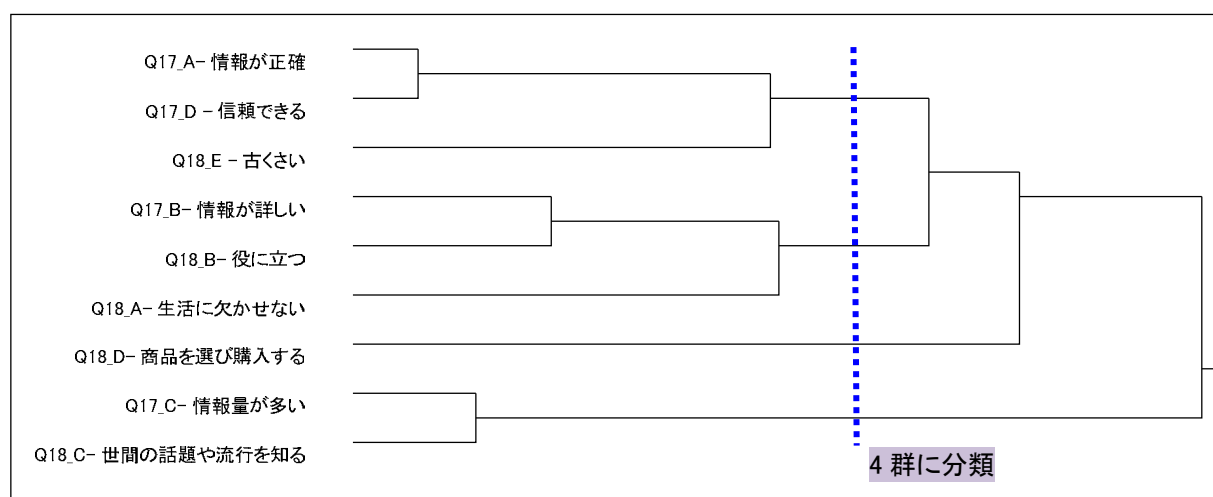 Q17_A- 情報が正確
Q17_D - 信頼できる
Q18_E - 古くさい
Q17_B- 情報が詳しい
Q18_B- 役に立つ
Q18_A- 生活に欠かせない
Q18_D- 商品を選び購入する
Q17_C- 情報量が多い
Q18_C- 世間の話題や流行を知る
4 群に分類